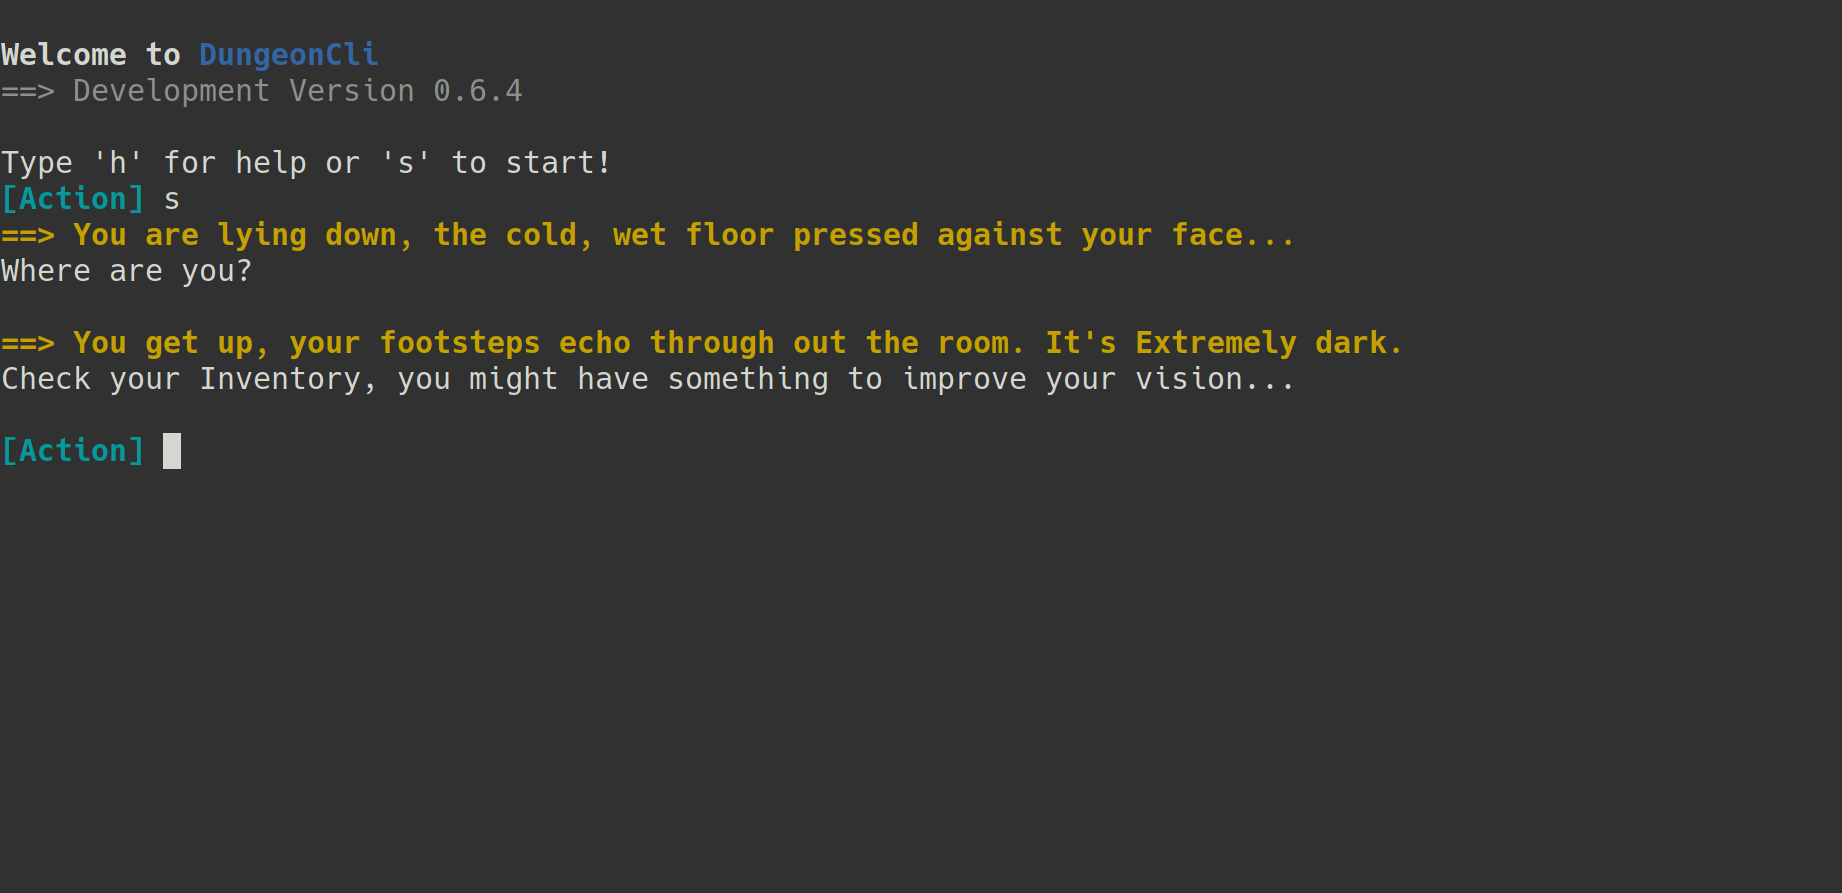 Welcome to DungeonCli
==> Development Version 0.6.4
Type 'h' for help or 's' to start!
[Action] s
==> You are lying down, the cold, wet floor pressed against your face...
Where are you?
==> You get up, your footsteps echo through out the room. It's Extremely dark.
Check your Inventory, you might have something to improve your vision...
[Action]